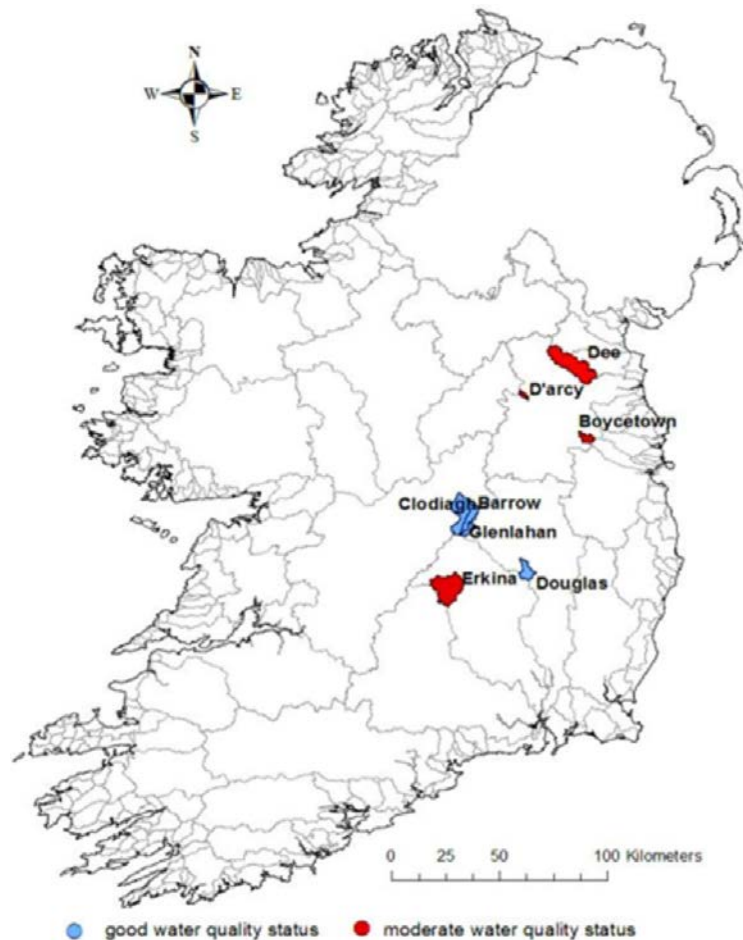 N
W E
S
Dee
D'arcy
Boycetown
Clodiagh Barrow
Glenlahan
Erkina
Douglas
0 25 60 100 Kilometers
good water quality status moderate water quality status